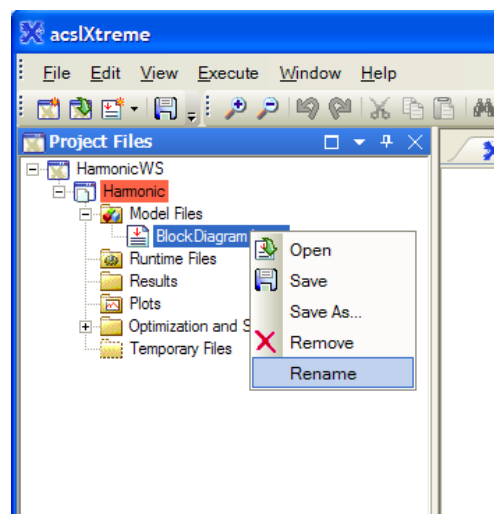 acslXtreme
File Edit View Execute Window Help
Project Files
HarmonicWS
Harmonic
Model Files
BlockDiagram
Open
Runtime Files
Results
Save
Plots
Save As...
Optimization and S
Remove
Temporary Files
Rename